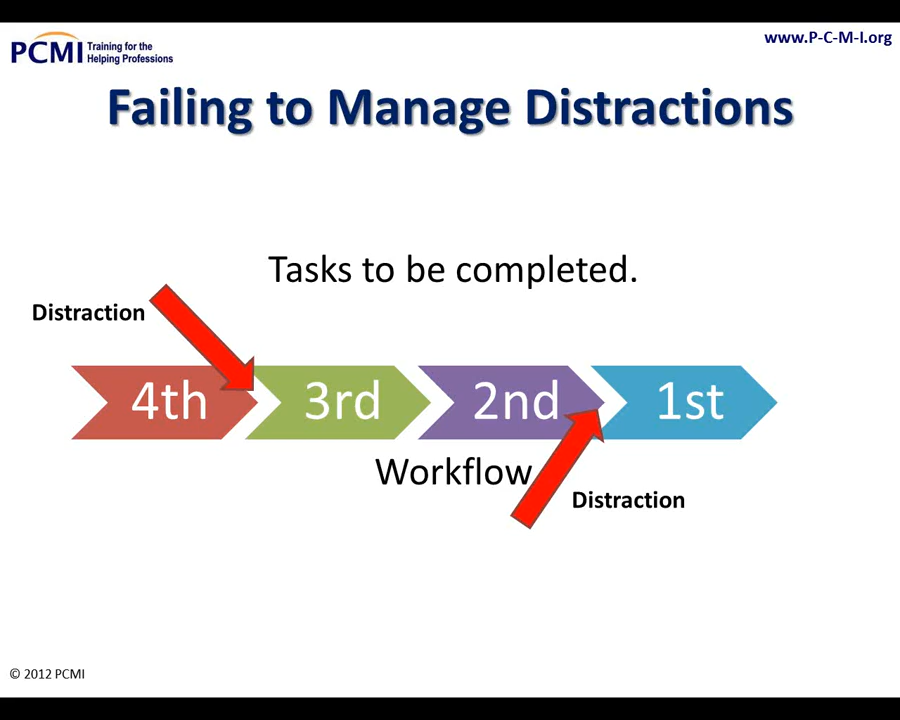 www.P-C-M-I.org
PCMI Training for the
Helping Professions
Failing to Manage Distractions
Tasks to be completed.
Distraction
4th 3rd 2nd 1st
Workflow
Distraction
© 2012 PCMI